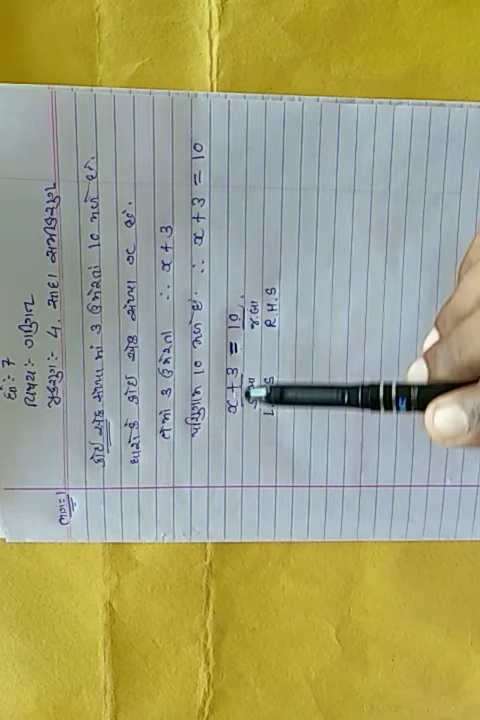 ધો:- 7
વિષય:- ગણિત
પ્રકરણ:- 4. સાદા સમીકરણ
ભાગ:1
કોઈ એક સંખ્યા માં 3 ઉમેરતાં 10 મળે છે.
ધારોકે કોઈ એક સંખ્યા x છે.
તેમાં 3 ઉમેરતાં ∴ x + 3
પરિણામ 10 મળે છે. ∴ x + 3 = 10
x + 3 = 10.
જ.બા
L S R.H.S